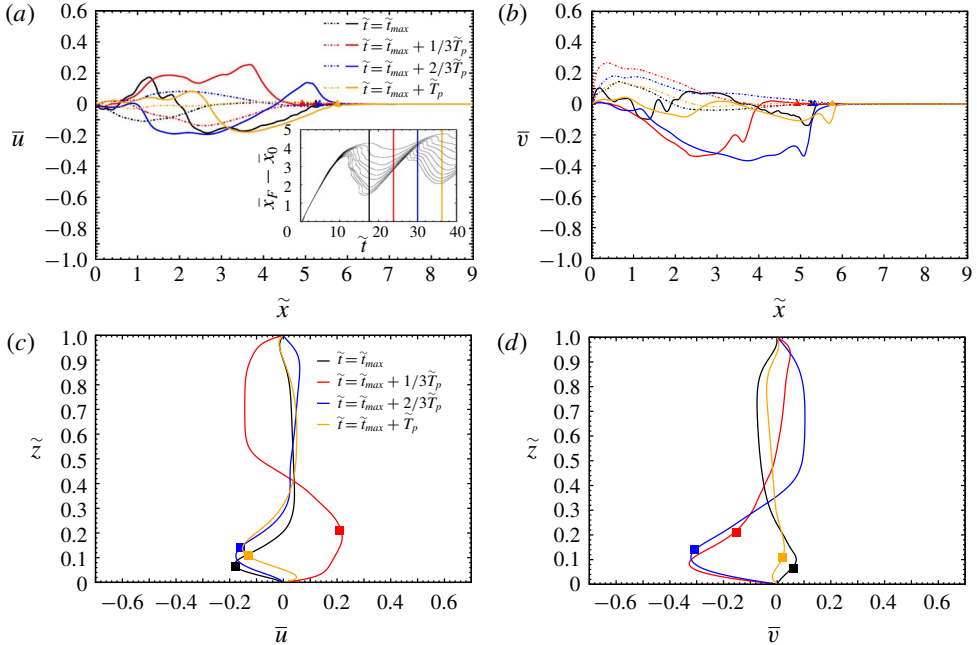 (a)
0.6
0.4
0.2
0
−0.2
−0.4
−0.6
−0.8
−1.0
u̅
t̃ = t̃max
t̃ = t̃max + 1/3T̃p
t̃ = t̃max + 2/3T̃p
t̃ = t̃max + T̃p
5
4
3
2
1
0
x̅F − x̅0
10 20 30 40
t̃
0 1 2 3 4 5 6 7 8 9
x̃
(b)
0.6
0.4
0.2
0
−0.2
−0.4
−0.6
−0.8
−1.0
v̅
0 1 2 3 4 5 6 7 8 9
x̃
(c)
1.0
0.9
0.8
0.7
0.6
0.5
0.4
0.3
0.2
0.1
0
z̃
t̃ = t̃max
t̃ = t̃max + 1/3T̃p
t̃ = t̃max + 2/3T̃p
t̃ = t̃max + T̃p
−0.6 −0.4 −0.2 0 0.2 0.4 0.6
u̅
(d)
1.0
0.9
0.8
0.7
0.6
0.5
0.4
0.3
0.2
0.1
0
z̃
−0.6 −0.4 −0.2 0 0.2 0.4 0.6
v̅